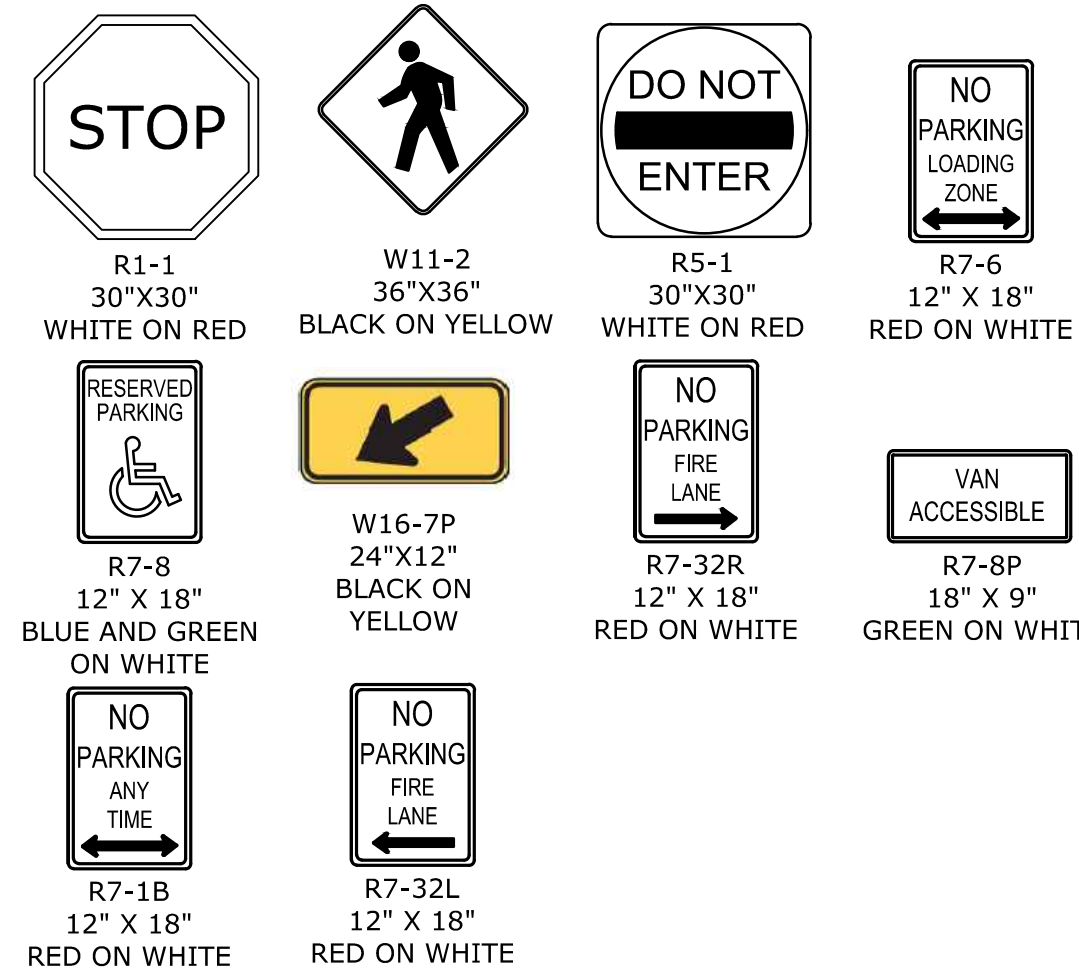 STOP
R1-1
30"X30"
WHITE ON RED
W11-2
36"X36"
BLACK ON YELLOW
DO NOT
ENTER
R5-1
30"X30"
WHITE ON RED
NO
PARKING
LOADING
ZONE
R7-6
12" X 18"
RED ON WHITE
RESERVED
PARKING
R7-8
12" X 18"
BLUE AND GREEN
ON WHITE
W16-7P
24"X12"
BLACK ON
YELLOW
NO
PARKING
FIRE
LANE
R7-32R
12" X 18"
RED ON WHITE
VAN
ACCESSIBLE
R7-8P
18" X 9"
GREEN ON WHIT
NO
PARKING
ANY
TIME
R7-1B
12" X 18"
RED ON WHITE
NO
PARKING
FIRE
LANE
R7-32L
12" X 18"
RED ON WHITE